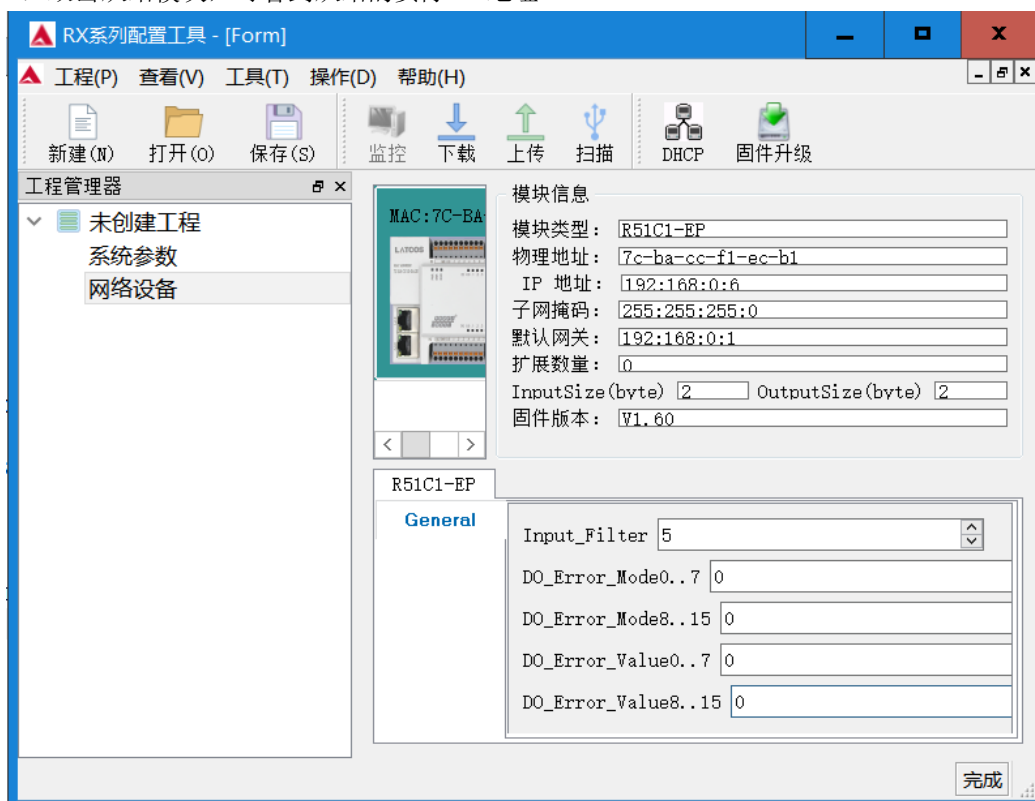 RX系列配置工具 - [Form]
工程(P) 查看(V) 工具(T) 操作(D) 帮助(H)
新建(N) 打开(O) 保存(S) 监控 下载 上传 扫描 DHCP 固件升级
工程管理器
未创建工程
系统参数
网络设备
MAC:7C-BA-
LATCOS
模块信息
模块类型: R51C1-EP
物理地址: 7c-ba-cc-f1-ec-b1
IP 地址: 192:168:0:6
子网掩码: 255:255:255:0
默认网关: 192:168:0:1
扩展数量: 0
InputSize(byte) 2 OutputSize(byte) 2
固件版本: V1.60
R51C1-EP
General
Input_Filter 5
DO_Error_Mode0..7 0
DO_Error_Mode8..15 0
DO_Error_Value0..7 0
DO_Error_Value8..15 0
完成